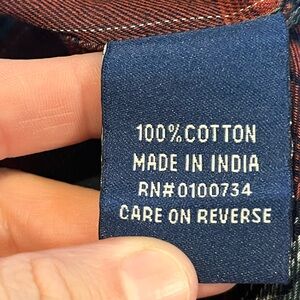 100% COTTON
MADE IN INDIA
RN#0100734
CARE ON REVERSE